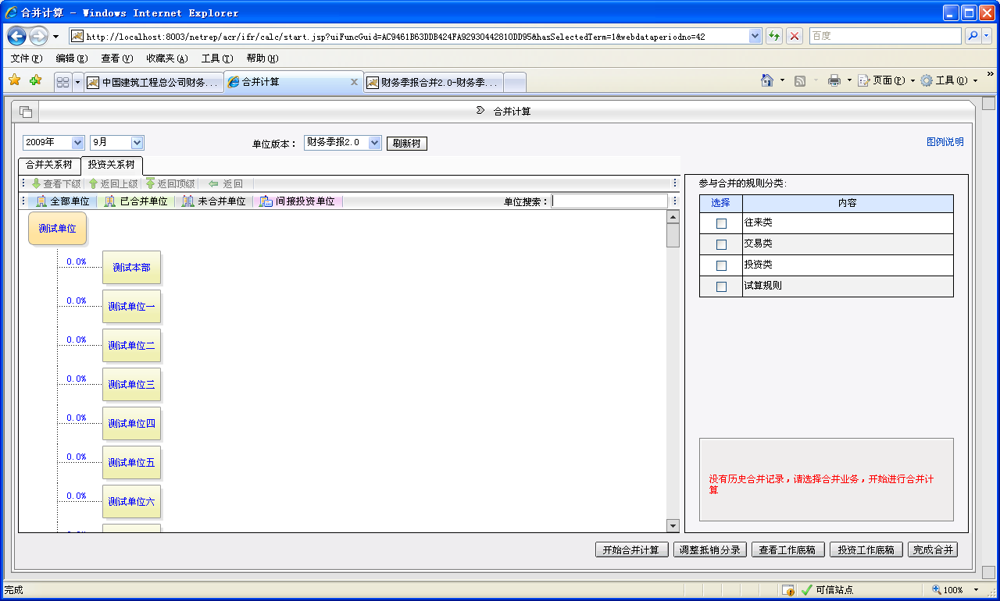 合并计算 - Windows Internet Explorer
http://localhost:8003/netrep/acr/ifr/calc/start.jsp?uiFuncGuid=AC9461B63DDB424FA92930442810DD95&hasSelectedTerm=1&webdataperiodno=42
百度
文件(F) 编辑(E) 查看(V) 收藏夹(A) 工具(T) 帮助(H)
中国建筑工程总公司财务... 合并计算 财务季报合并2.0-财务季... 页面(P) 工具(O)
合并计算
2009年 9月 单位版本： 财务季报2.0 刷新树 图例说明
合并关系树 投资关系树
查看下级 返回上级 返回顶级 返回
全部单位 已合并单位 未合并单位 间接投资单位 单位搜索：
测试单位
0.0% 测试本部
0.0% 测试单位一
0.0% 测试单位二
0.0% 测试单位三
0.0% 测试单位四
0.0% 测试单位五
0.0% 测试单位六
参与合并的规则分类:
选择 内容
往来类
交易类
投资类
试算规则
没有历史合并记录，请选择合并业务，开始进行合并计
算
开始合并计算 调整抵销分录 查看工作底稿 投资工作底稿 完成合并
完成 可信站点 100%